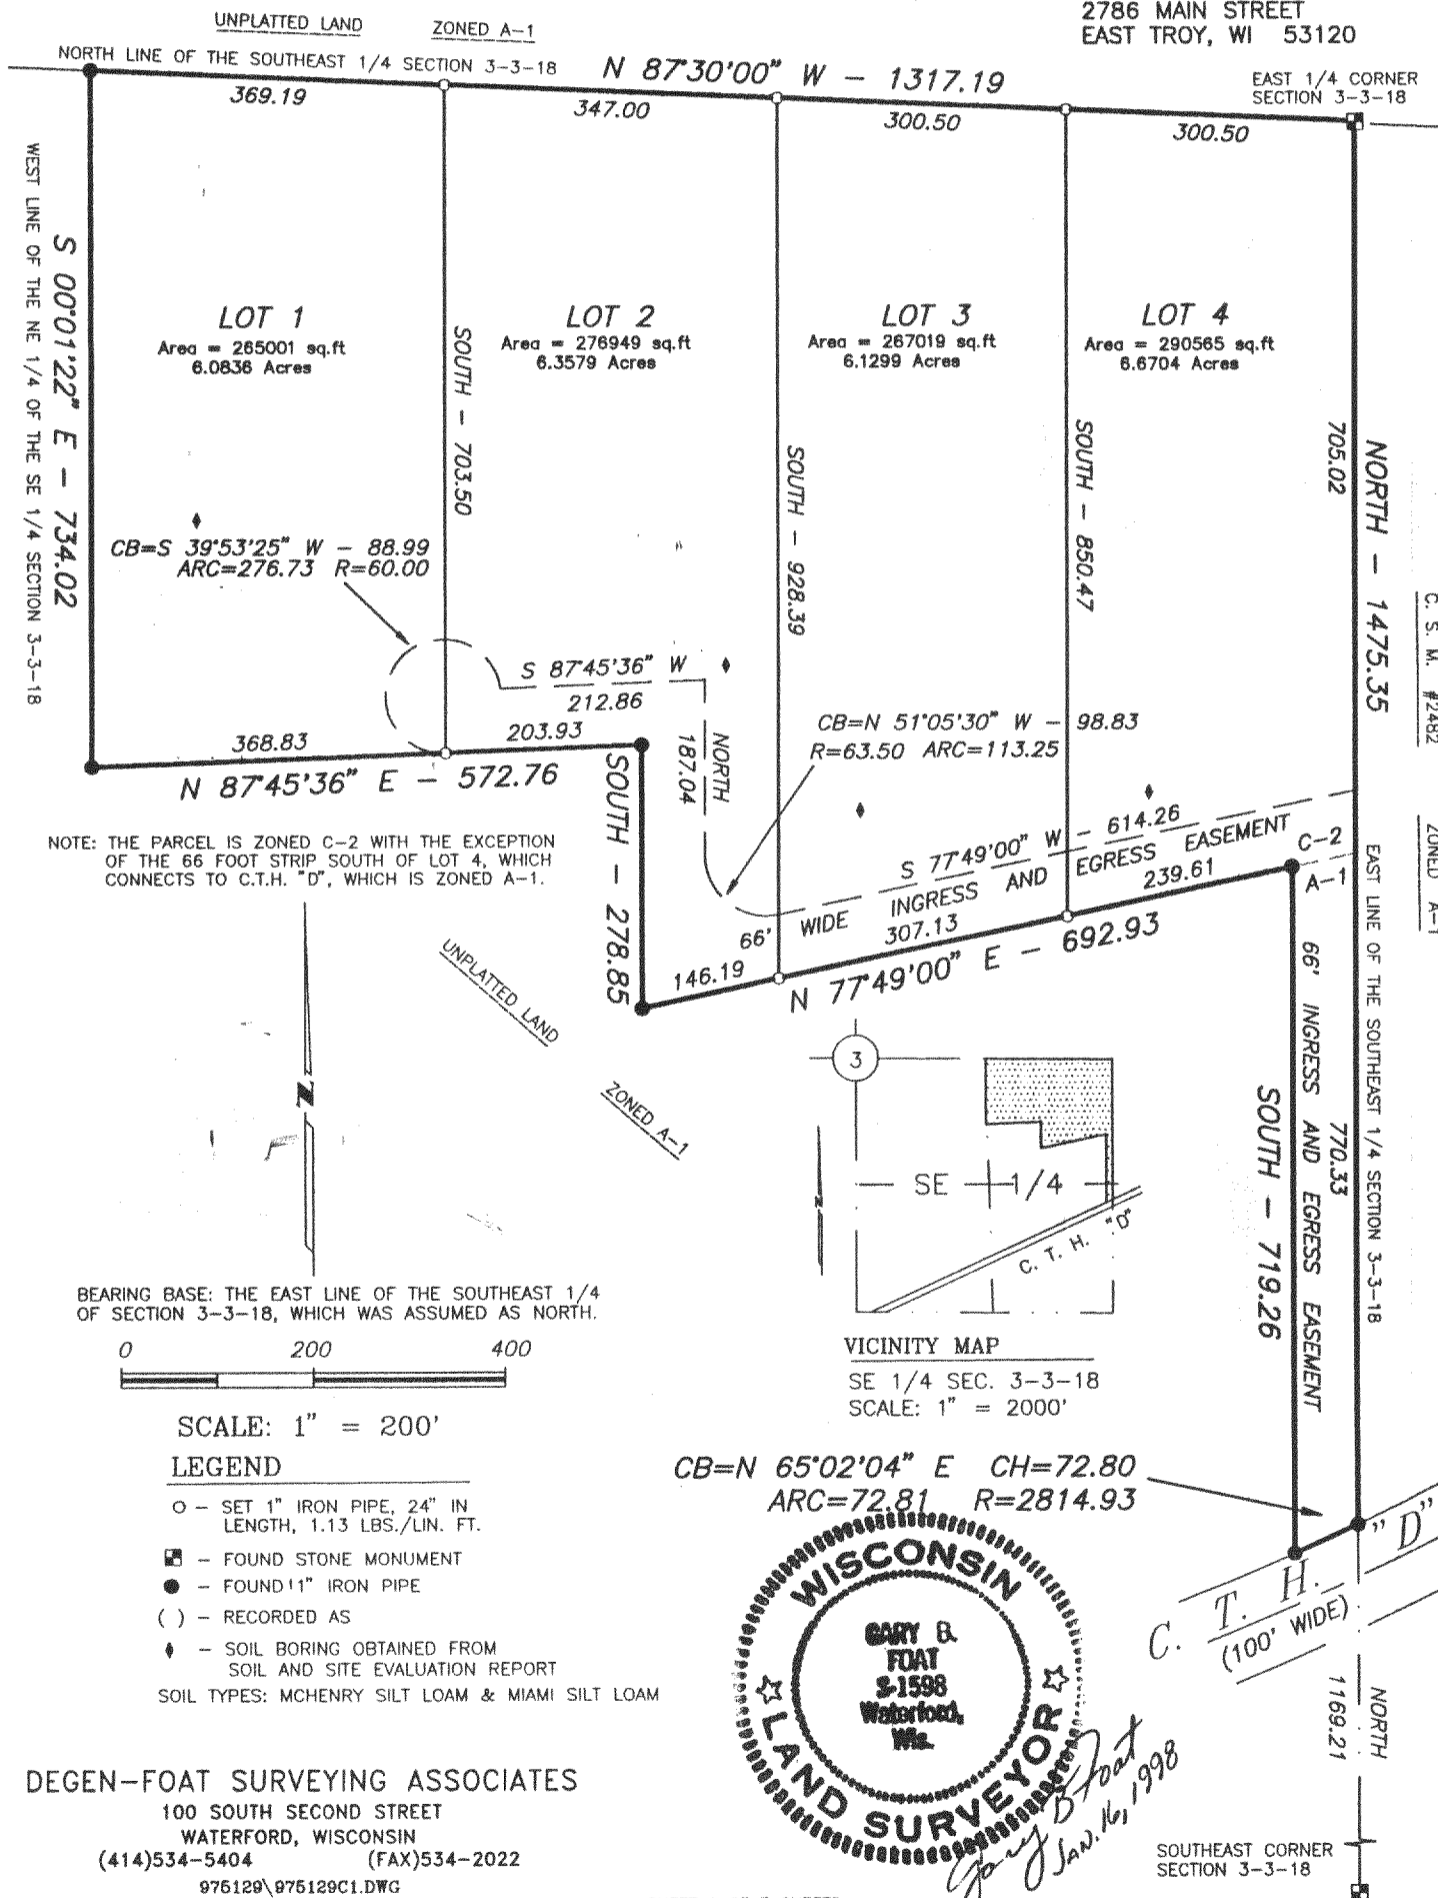 2786 MAIN STREET
EAST TROY, WI 53120
UNPLATTED LAND
ZONED A-1
NORTH LINE OF THE SOUTHEAST 1/4 SECTION 3-3-18
N 87°30'00" W - 1317.19
EAST 1/4 CORNER
SECTION 3-3-18
369.19
347.00
300.50
300.50
WEST LINE OF THE NE 1/4 OF THE SE 1/4 SECTION 3-3-18
S 00°01'22" E - 734.02
LOT 1
Area = 265001 sq.ft
6.0836 Acres
SOUTH - 703.50
LOT 2
Area = 276949 sq.ft
6.3579 Acres
SOUTH - 928.39
LOT 3
Area = 267019 sq.ft
6.1299 Acres
SOUTH - 850.47
LOT 4
Area = 290565 sq.ft
6.6704 Acres
705.02
NORTH - 1475.35
C. S. M. #2482
ZONED A-1
CB=S 39°53'25" W - 88.99
ARC=276.73 R=60.00
S 87°45'36" W
212.86
NORTH
187.04
CB=N 51°05'30" W - 98.83
R=63.50 ARC=113.25
368.83
203.93
N 87°45'36" E - 572.76
SOUTH - 278.85
S 77°49'00" W - 614.26
66' WIDE INGRESS AND EGRESS EASEMENT
239.61
307.13
146.19
N 77°49'00" E - 692.93
C-2
A-1
NOTE: THE PARCEL IS ZONED C-2 WITH THE EXCEPTION
OF THE 66 FOOT STRIP SOUTH OF LOT 4, WHICH
CONNECTS TO C.T.H. "D", WHICH IS ZONED A-1.
UNPLATTED LAND
ZONED A-1
N
66' INGRESS AND EGRESS EASEMENT
SOUTH - 719.26
770.33
EAST LINE OF THE SOUTHEAST 1/4 SECTION 3-3-18
3
SE 1/4
N
C. T. H. "D"
VICINITY MAP
SE 1/4 SEC. 3-3-18
SCALE: 1" = 2000'
BEARING BASE: THE EAST LINE OF THE SOUTHEAST 1/4
OF SECTION 3-3-18, WHICH WAS ASSUMED AS NORTH.
0 200 400
SCALE: 1" = 200'
LEGEND
O - SET 1" IRON PIPE, 24" IN
LENGTH, 1.13 LBS./LIN. FT.
- FOUND STONE MONUMENT
- FOUND 1" IRON PIPE
( ) - RECORDED AS
- SOIL BORING OBTAINED FROM
SOIL AND SITE EVALUATION REPORT
SOIL TYPES: MCHENRY SILT LOAM & MIAMI SILT LOAM
CB=N 65°02'04" E CH=72.80
ARC=72.81 R=2814.93
C. T. H. "D"
(100' WIDE)
NORTH
1169.21
WISCONSIN
GARY B.
FOAT
S-1598
Waterford,
Wis.
LAND SURVEYOR
Gary B Foat
JAN. 16, 1998
SOUTHEAST CORNER
SECTION 3-3-18
DEGEN-FOAT SURVEYING ASSOCIATES
100 SOUTH SECOND STREET
WATERFORD, WISCONSIN
(414)534-5404 (FAX)534-2022
975129\975129C1.DWG